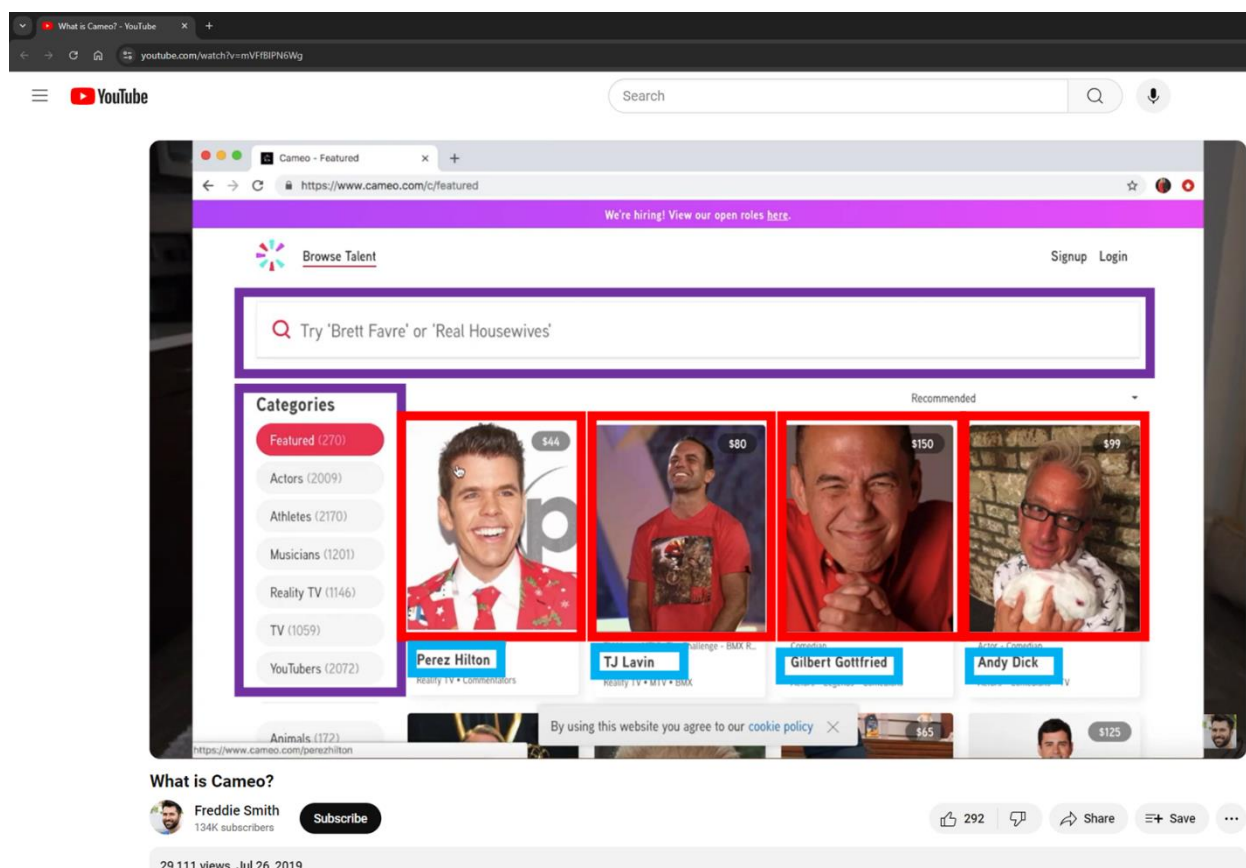 What is Cameo? - YouTube
youtube.com/watch?v=mVFfBIPN6Wg
YouTube
Search
Cameo - Featured
https://www.cameo.com/c/featured
We're hiring! View our open roles here.
Browse Talent
Signup Login
Try 'Brett Favre' or 'Real Housewives'
Categories
Recommended
Featured (270)
$44
$80
$150
$99
Actors (2009)
Athletes (2170)
Musicians (1201)
Reality TV (1146)
TV (1059)
YouTubers (2072)
Challenge - BMX R...
Comedian
Actor - Comedian
Perez Hilton
TJ Lavin
Gilbert Gottfried
Andy Dick
Reality TV • Commentators
Reality TV • MTV • BMX
TV
By using this website you agree to our cookie policy
$65
$125
Animals (172)
https://www.cameo.com/perezhilton
What is Cameo?
Freddie Smith
134K subscribers
Subscribe
292
Share
Save
29,111 views Jul 26, 2019